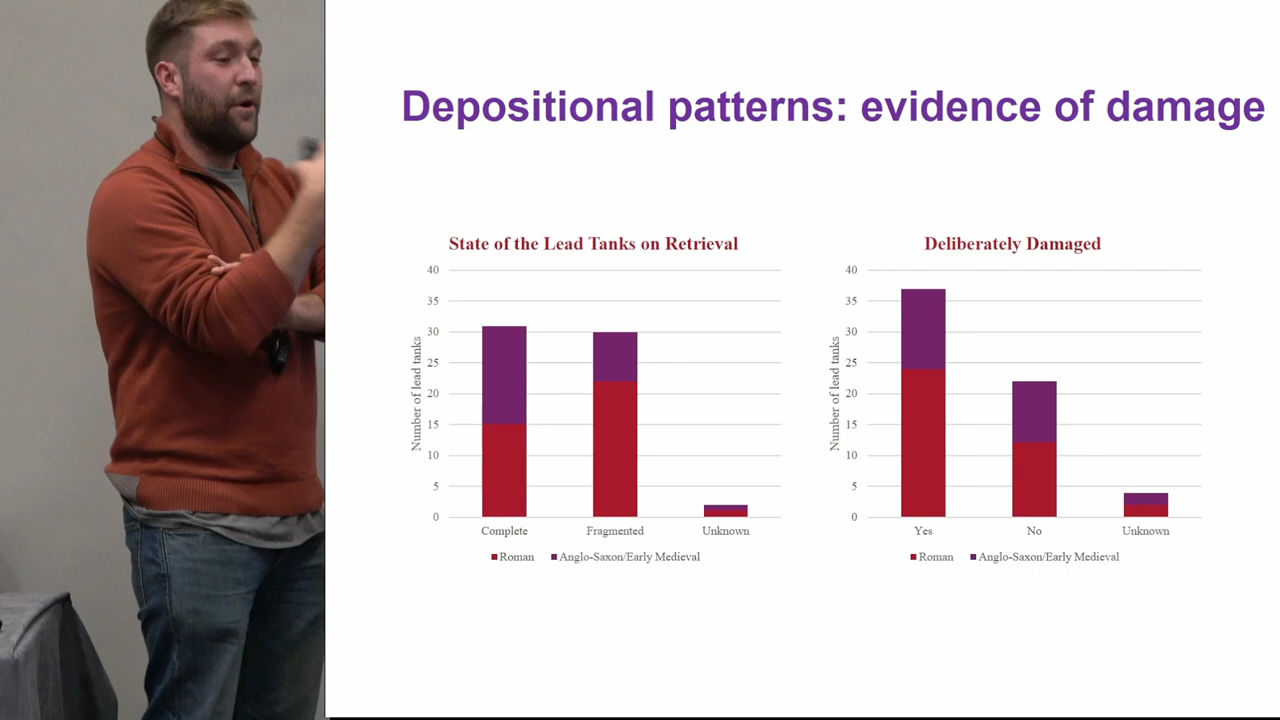 Depositional patterns: evidence of damage
State of the Lead Tanks on Retrieval
40
35
30
25
20
15
10
5
0
Number of lead tanks
Complete Fragmented Unknown
Roman Anglo-Saxon/Early Medieval
Deliberately Damaged
40
35
30
25
20
15
10
5
0
Number of lead tanks
Yes No Unknown
Roman Anglo-Saxon/Early Medieval